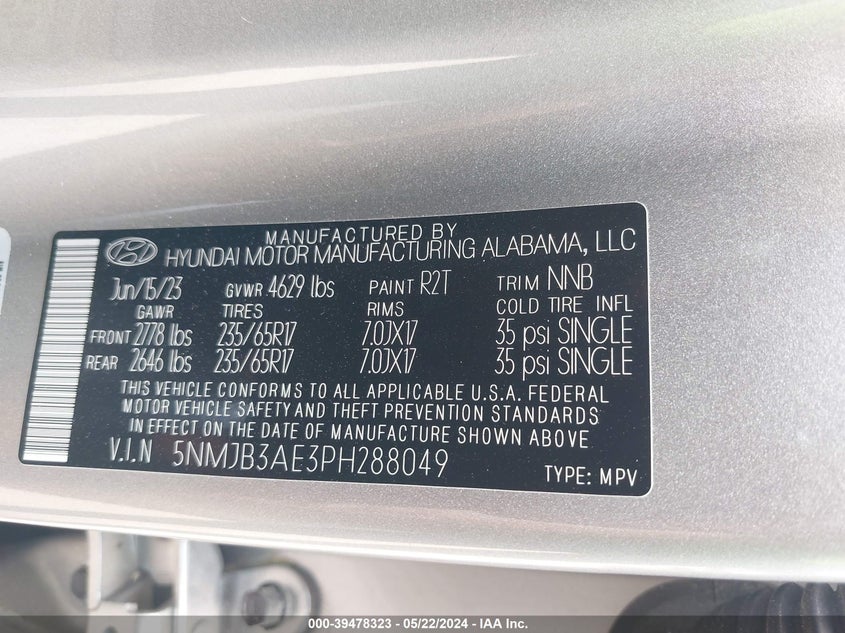 MANUFACTURED BY
HYUNDAI MOTOR MANUFACTURING ALABAMA, LLC
Jun/15/23 GVWR 4629 lbs PAINT R2T TRIM NNB
GAWR TIRES RIMS COLD TIRE INFL
FRONT 2778 lbs 235/65R17 7.0JX17 35 psi SINGLE
REAR 2646 lbs 235/65R17 7.0JX17 35 psi SINGLE
THIS VEHICLE CONFORMS TO ALL APPLICABLE U.S.A. FEDERAL
MOTOR VEHICLE SAFETY AND THEFT PREVENTION STANDARDS
IN EFFECT ON THE DATE OF MANUFACTURE SHOWN ABOVE
V.I.N 5NMJB3AE3PH288049 TYPE: MPV
000-39478323 - 05/22/2024 - IAA Inc.